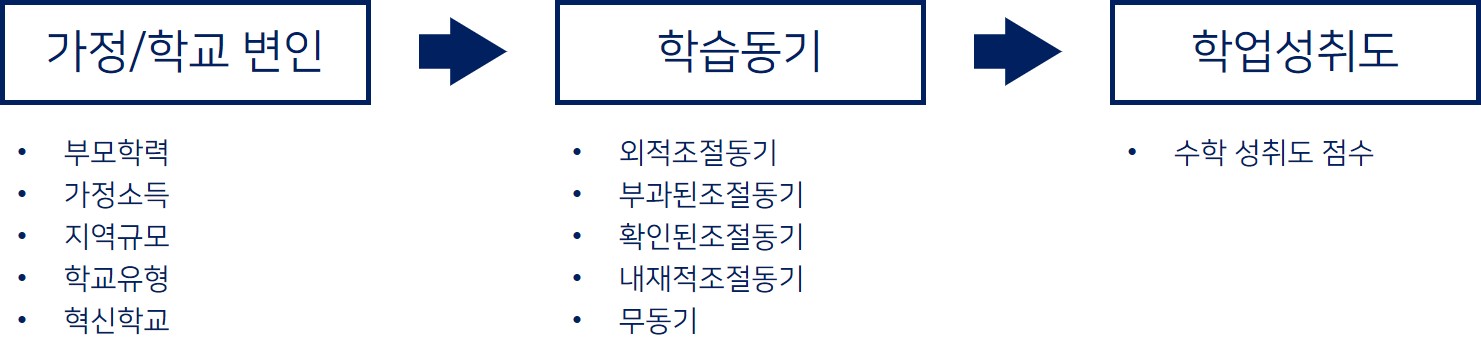 가정/학교 변인
• 부모학력
• 가정소득
• 지역규모
• 학교유형
• 혁신학교
학습동기
• 외적조절동기
• 부과된조절동기
• 확인된조절동기
• 내재적조절동기
• 무동기
학업성취도
• 수학 성취도 점수